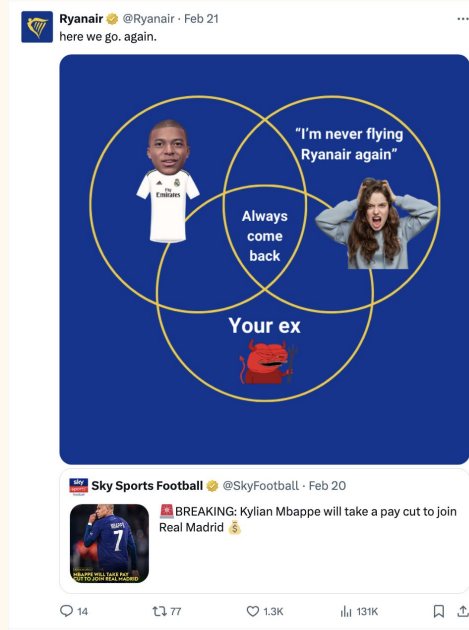 Ryanair @Ryanair · Feb 21
here we go. again.
"I'm never flying
Ryanair again"
Fly
Emirates
Always
come
back
Your ex
sky
sports
Sky Sports Football @SkyFootball · Feb 20
🚨BREAKING: Kylian Mbappe will take a pay cut to join
Real Madrid 💰
MBAPPE
7
MBAPPE WILL TAKE PAY
CUT TO JOIN REAL MADRID
14 77 1.3K 131K